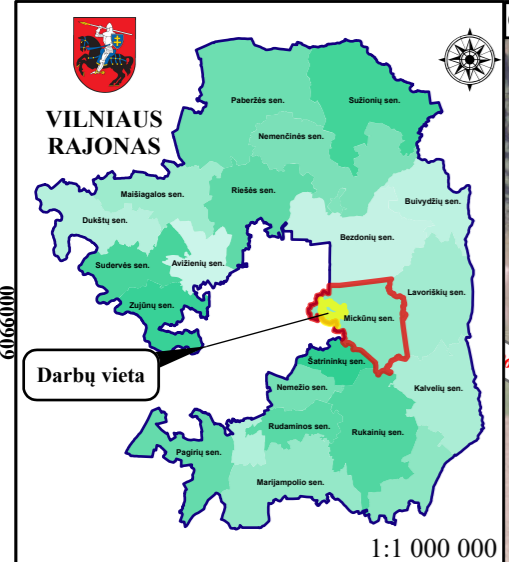 VILNIAUS
RAJONAS
Paberžės sen.
Sužionių sen.
Nemenčinės sen.
Maišiagalos sen.
Riešės sen.
Buivydžių sen.
Dukštų sen.
Bezdonių sen.
Sudervės sen.
Avižienių sen.
Lavoriškių sen.
Zujūnų sen.
Mickūnų sen.
6066000
Darbų vieta
Šatrininkų sen.
Nemežio sen.
Kalvelių sen.
Rudaminos sen.
Rukainių sen.
Pagirių sen.
Marijampolio sen.
1:1 000 000